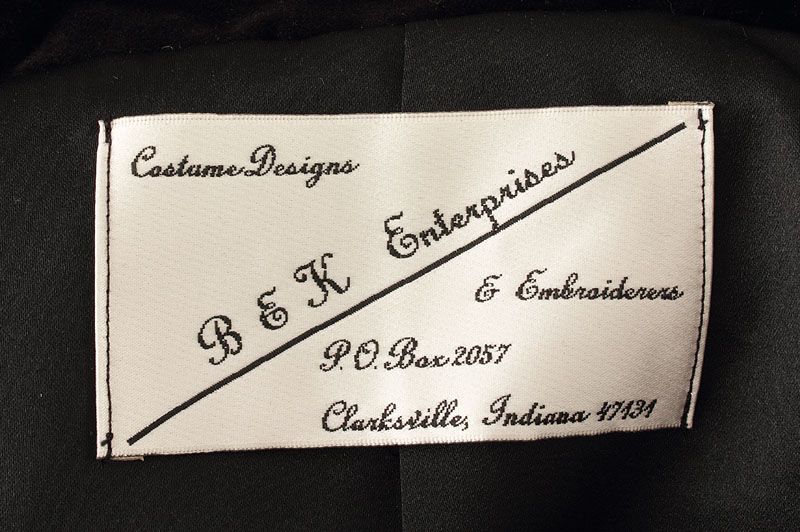 Costume Designs
B & K Enterprises
& Embroiderers
P.O. Box 2057
Clarksville, Indiana 47131